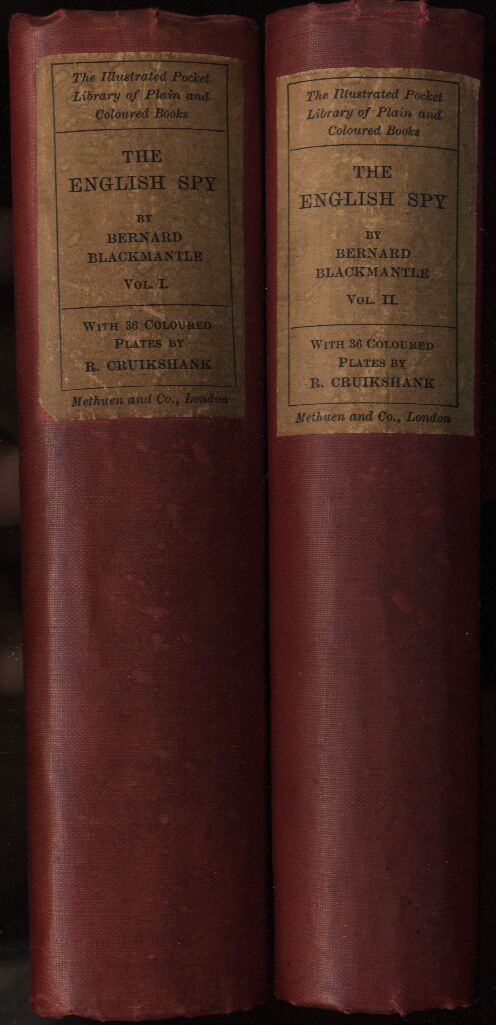 The Illustrated Pocket
Library of Plain and
Coloured Books
THE
ENGLISH SPY
BY
BERNARD
BLACKMANTLE
VOL. I.
WITH 36 COLOURED
PLATES BY
R. CRUIKSHANK
Methuen and Co., London
The Illustrated Pocket
Library of Plain and
Coloured Books
THE
ENGLISH SPY
BY
BERNARD
BLACKMANTLE
VOL. II.
WITH 36 COLOURED
PLATES BY
R. CRUIKSHANK
Methuen and Co., London